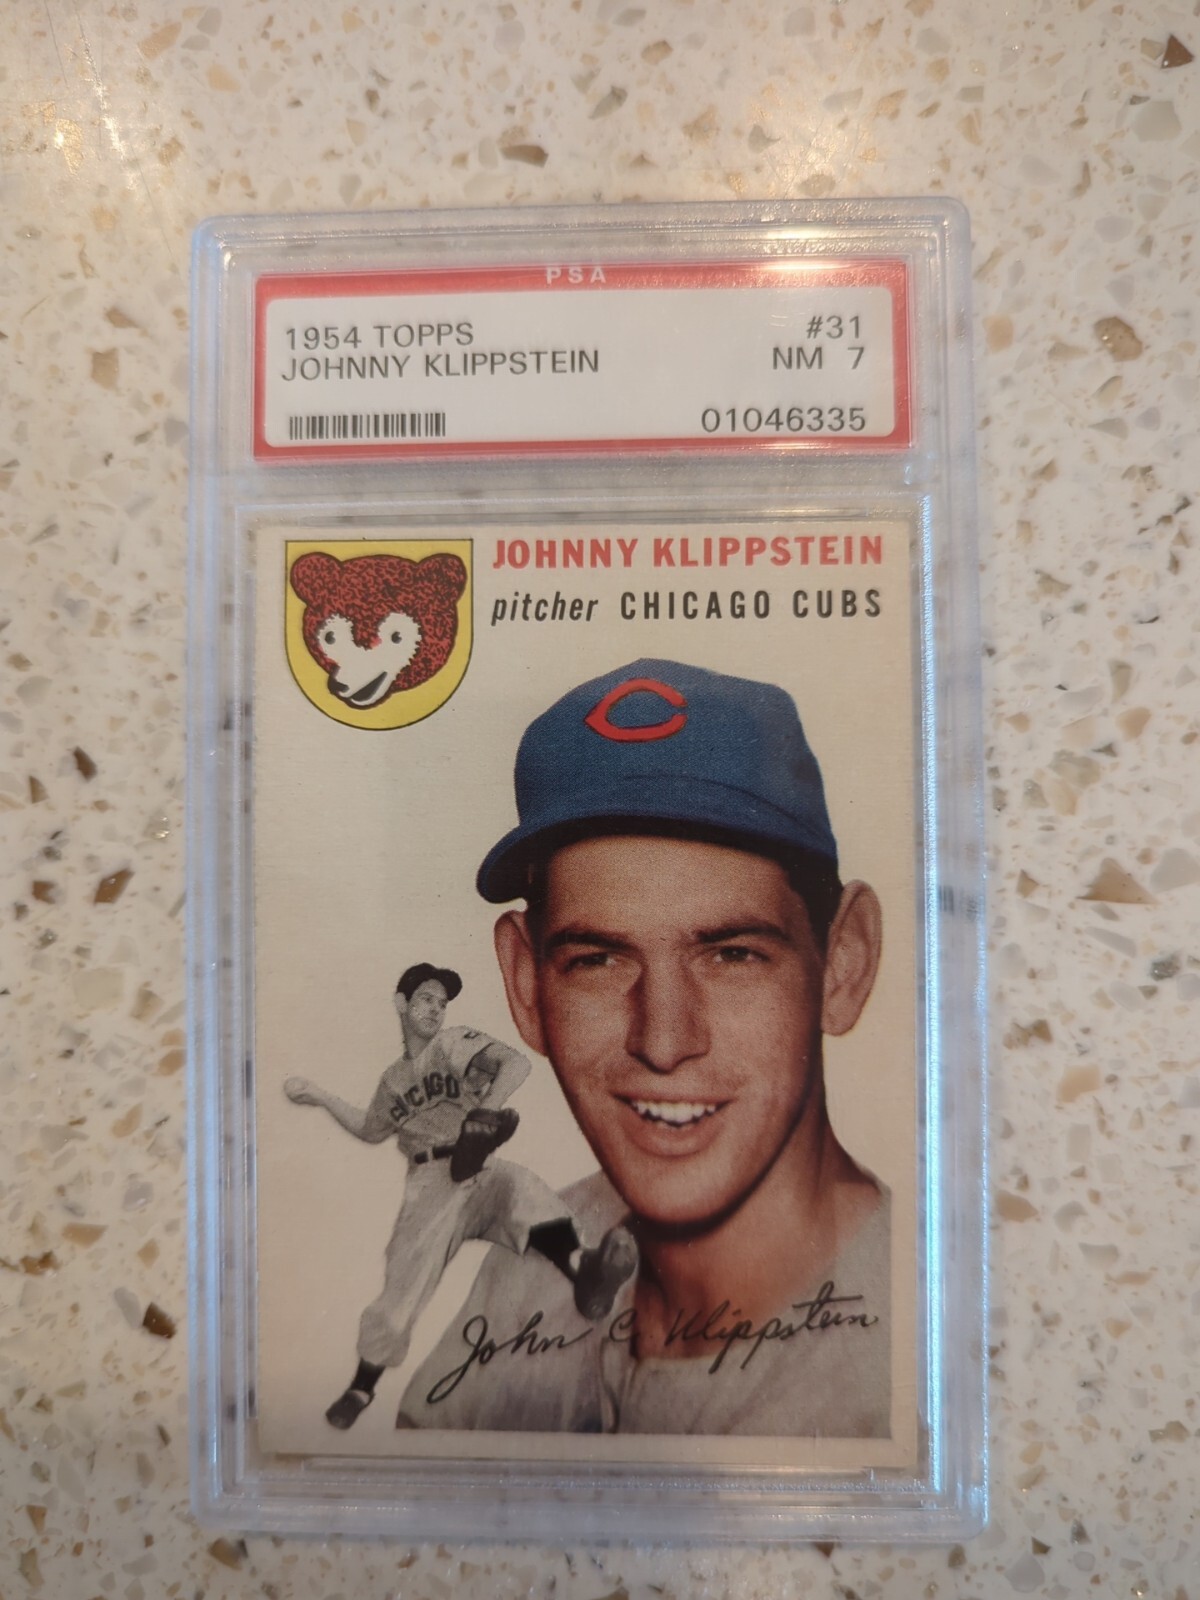 PSA
1954 TOPPS #31
JOHNNY KLIPPSTEIN NM 7
01046335
JOHNNY KLIPPSTEIN
pitcher CHICAGO CUBS
C
CHICAGO
John C Klippstein